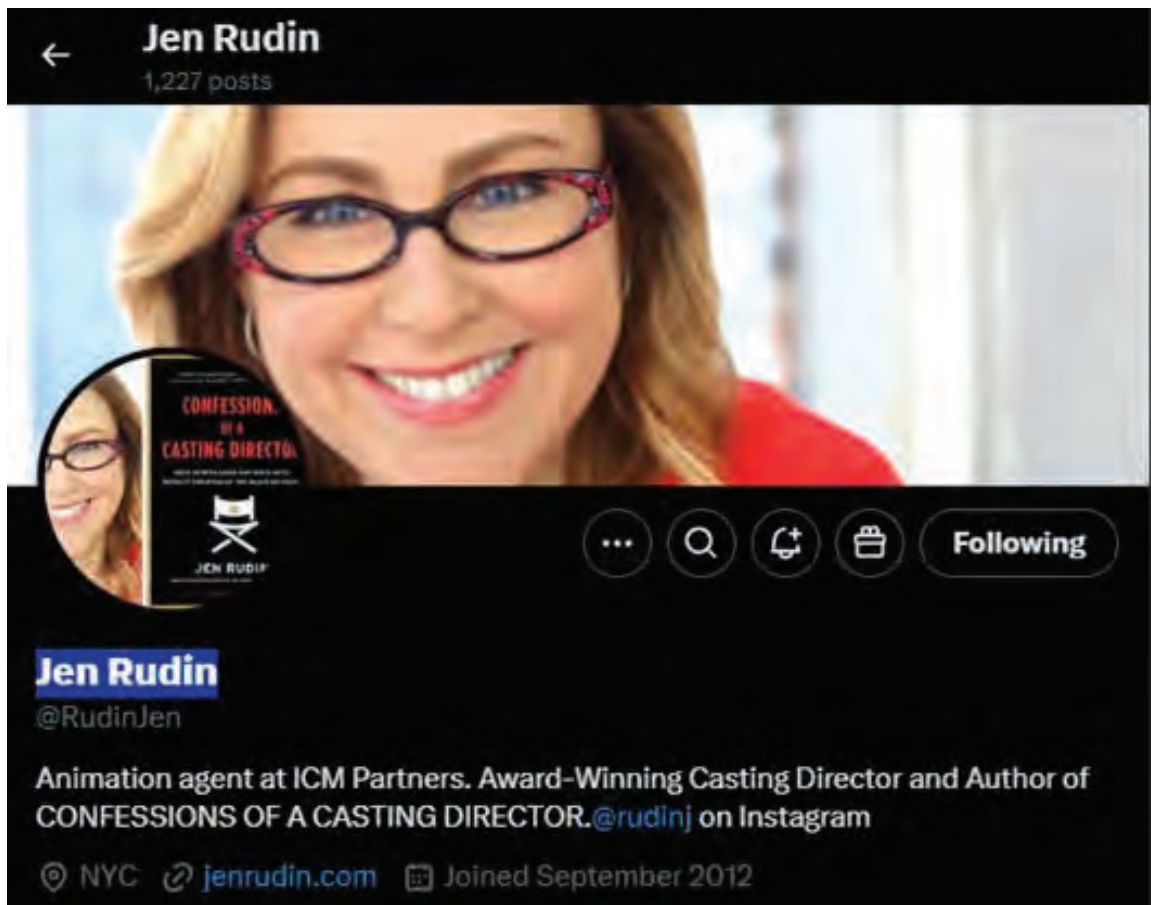 Jen Rudin
1,227 posts
CONFESSION
OF A
CASTING DIRECTO
JEN RUDIN
Following
Jen Rudin
@RudinJen
Animation agent at ICM Partners. Award-Winning Casting Director and Author of
CONFESSIONS OF A CASTING DIRECTOR.@rudinj on Instagram
NYC jenrudin.com Joined September 2012